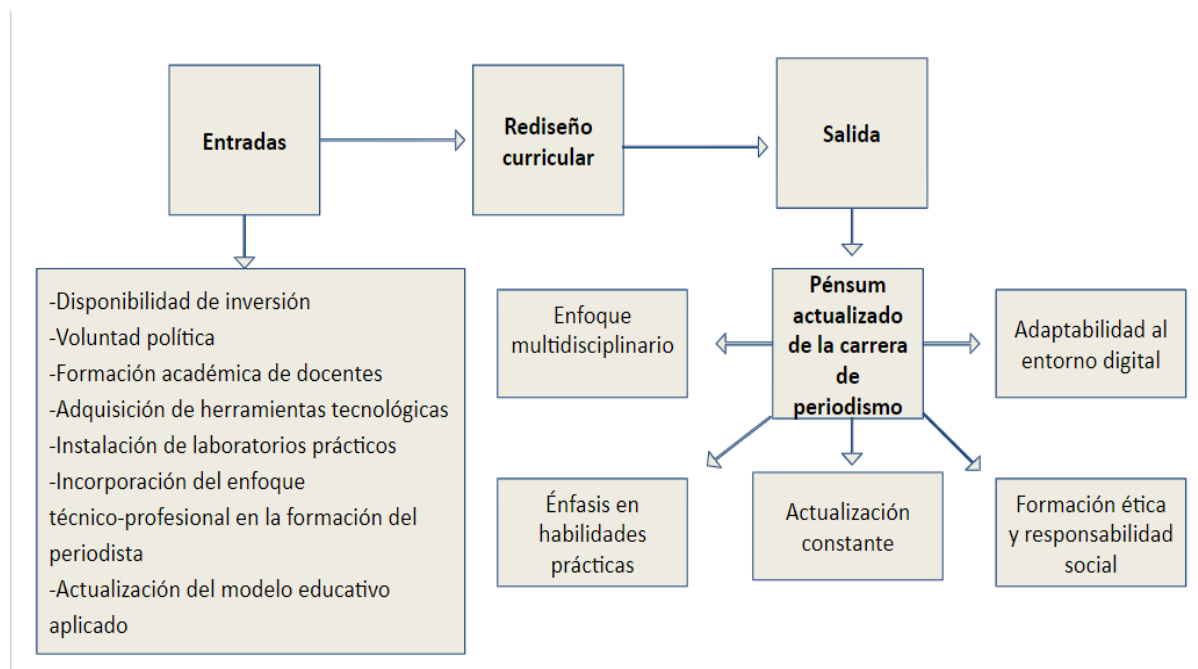 Entradas
Rediseño
curricular
Salida
-Disponibilidad de inversión
-Voluntad política
-Formación académica de docentes
-Adquisición de herramientas tecnológicas
-Instalación de laboratorios prácticos
-Incorporación del enfoque
técnico-profesional en la formación del
periodista
-Actualización del modelo educativo
aplicado
Enfoque
multidisciplinario
Pénsum
actualizado
de la carrera
de
periodismo
Adaptabilidad al
entorno digital
Énfasis en
habilidades
prácticas
Actualización
constante
Formación ética
y responsabilidad
social